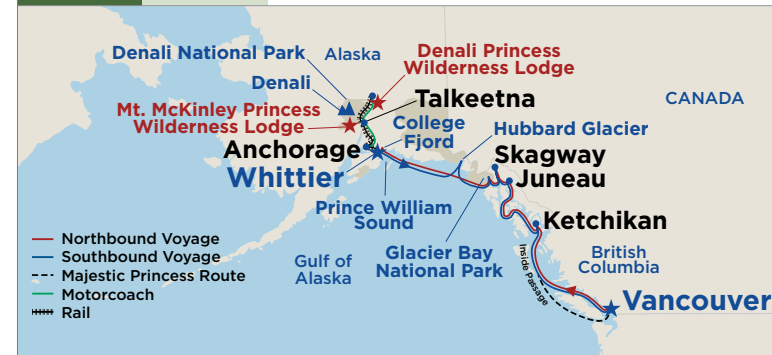 Denali National Park
Alaska
Denali Princess
Wilderness Lodge
Denali
CANADA
Mt. McKinley Princess
Wilderness Lodge
Talkeetna
College
Fjord
Hubbard Glacier
Anchorage
Skagway
Whittier
Juneau
Prince William
Sound
Ketchikan
Glacier Bay
National Park
Gulf of
Alaska
Inside Passage
British
Columbia
Vancouver
Northbound Voyage
Southbound Voyage
Majestic Princess Route
Motorcoach
Rail